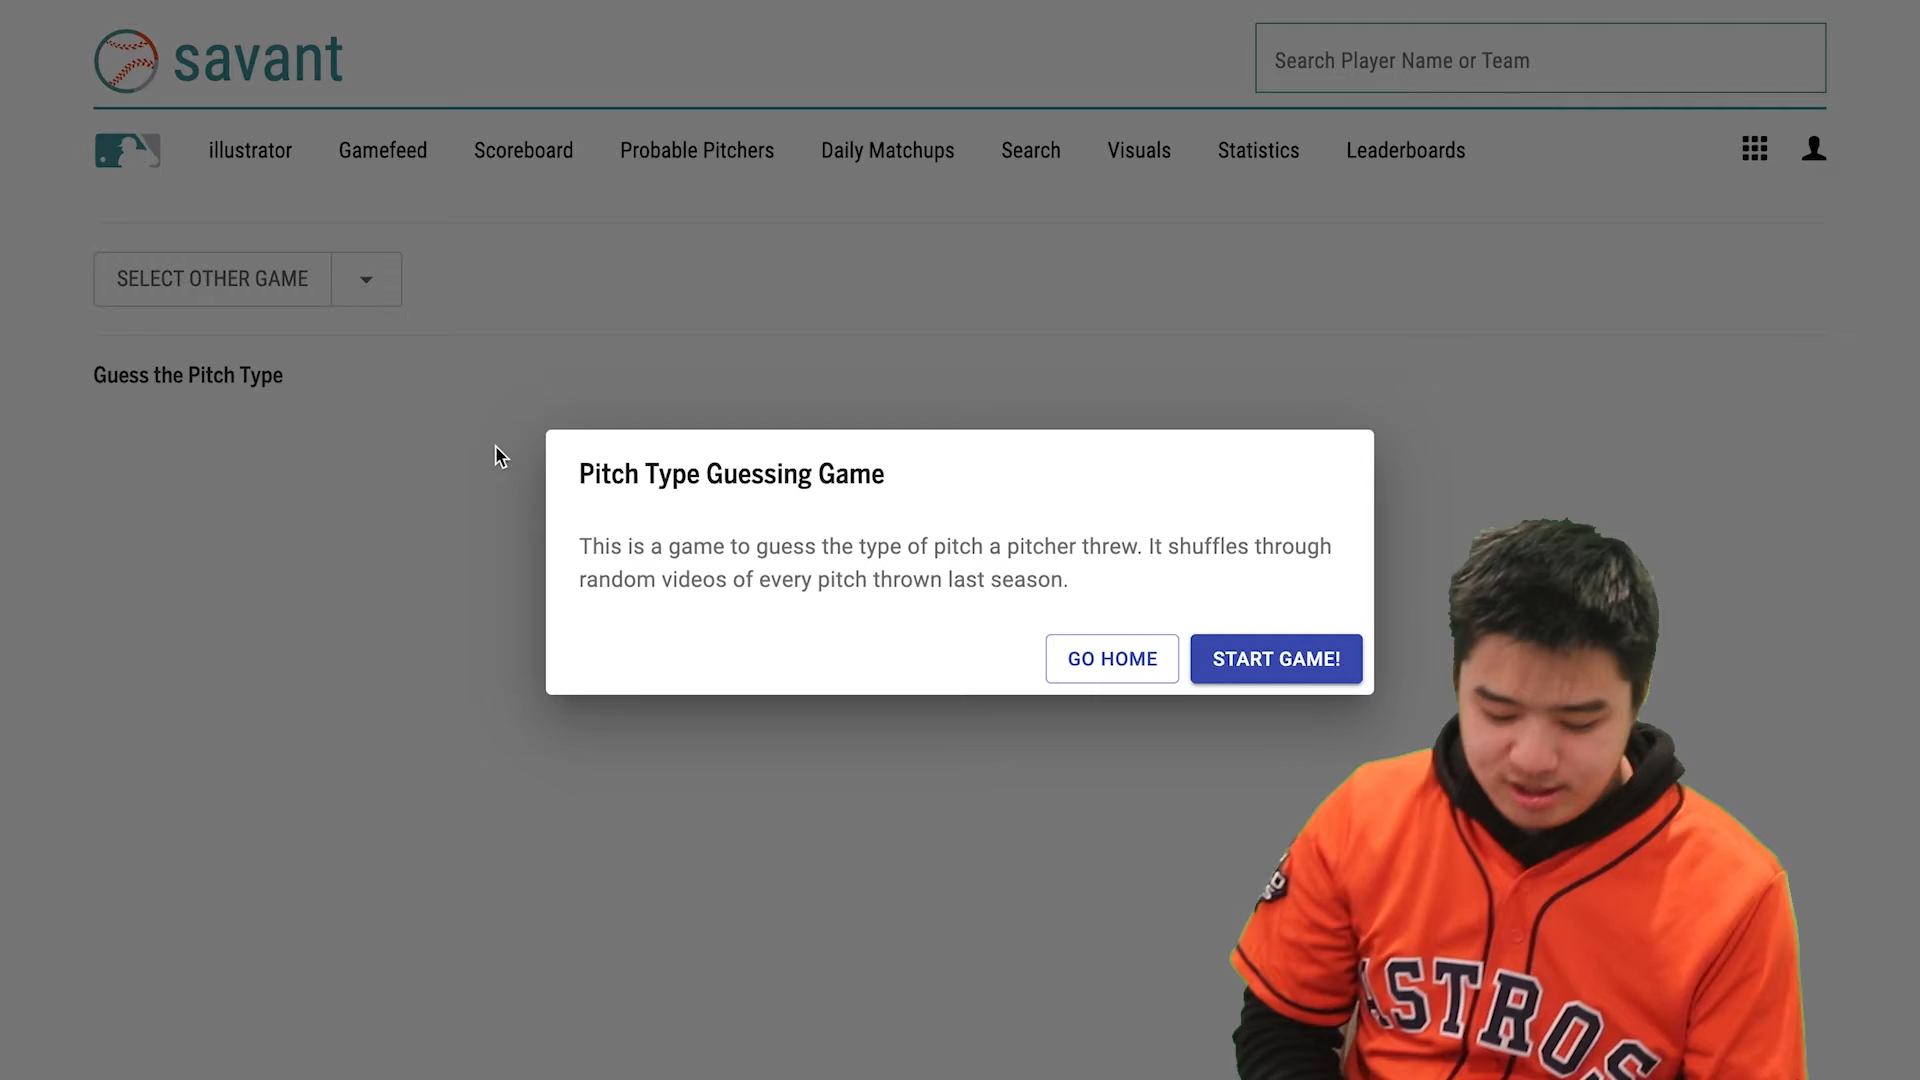 savant
Search Player Name or Team
illustrator Gamefeed Scoreboard Probable Pitchers Daily Matchups Search Visuals Statistics Leaderboards
SELECT OTHER GAME
Guess the Pitch Type
Pitch Type Guessing Game
This is a game to guess the type of pitch a pitcher threw. It shuffles through
random videos of every pitch thrown last season.
GO HOME START GAME!
ASTROS